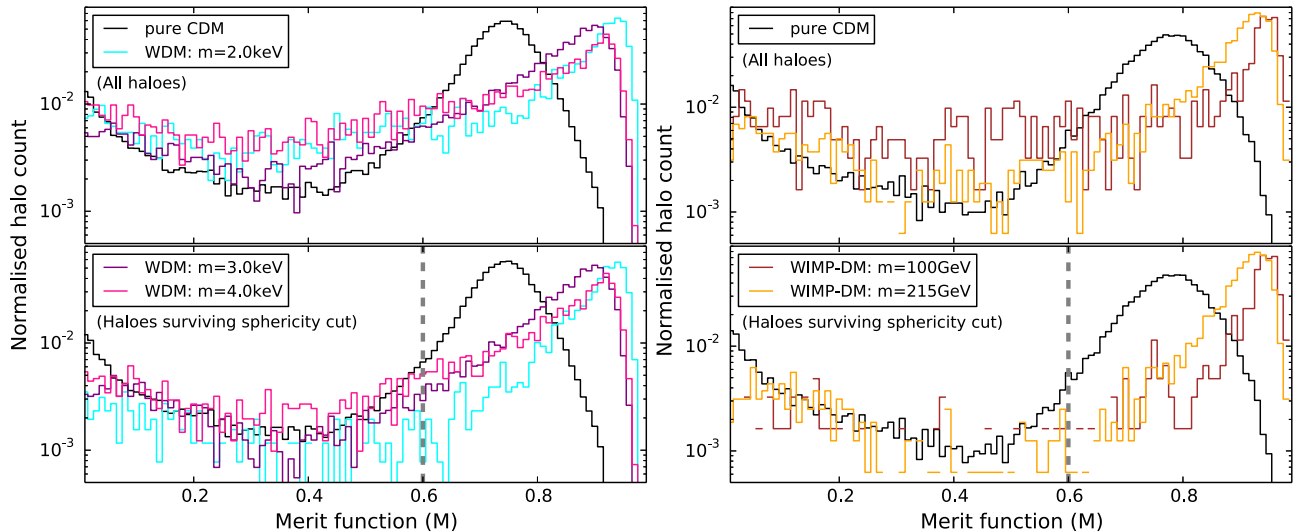 pure CDM
WDM: m=2.0keV
(All haloes)
10⁻²
10⁻³
WDM: m=3.0keV
WDM: m=4.0keV
(Haloes surviving sphericity cut)
10⁻²
10⁻³
Normalised halo count
0.2 0.4 0.6 0.8
Merit function (M)
pure CDM
(All haloes)
10⁻²
10⁻³
WIMP-DM: m=100GeV
WIMP-DM: m=215GeV
(Haloes surviving sphericity cut)
10⁻²
10⁻³
Normalised halo count
0.2 0.4 0.6 0.8
Merit function (M)